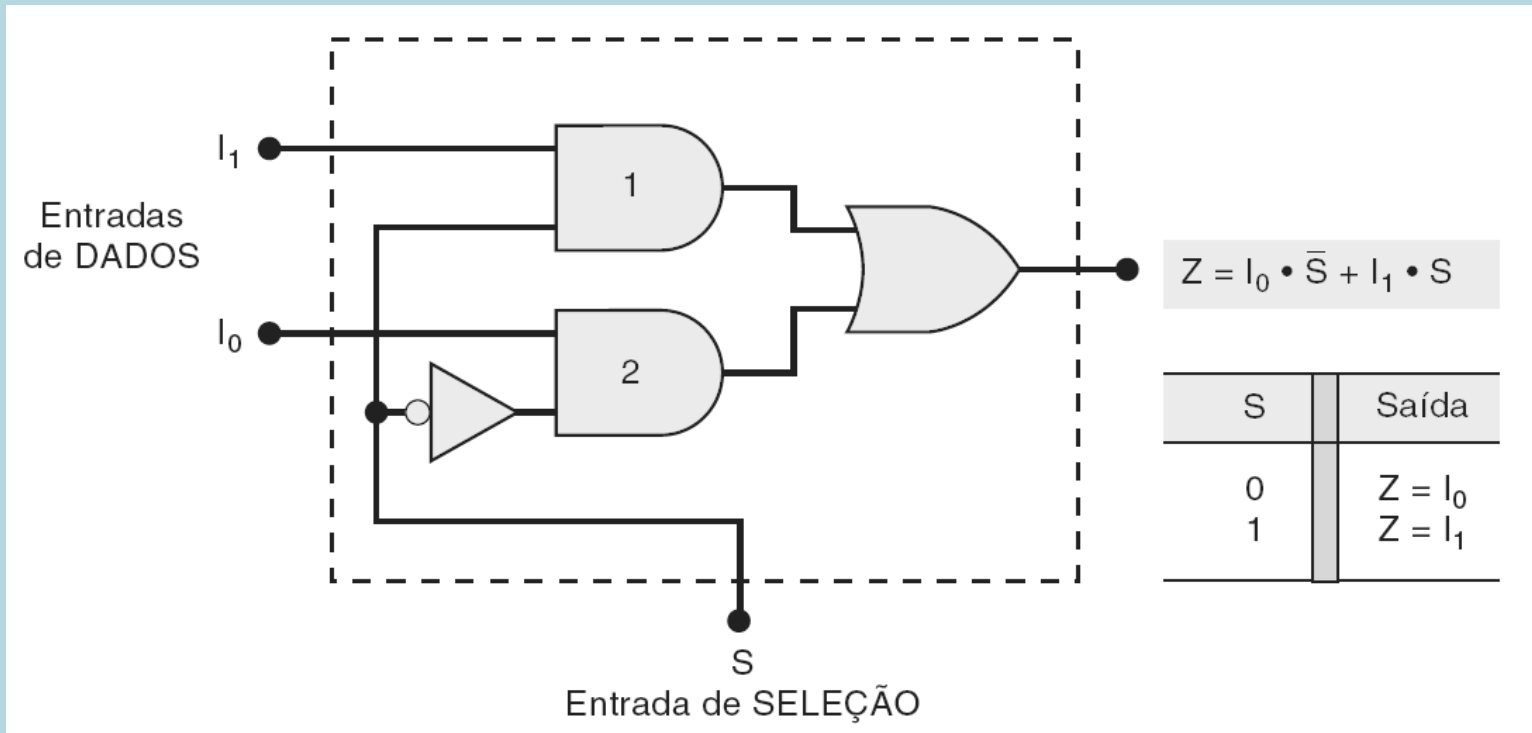 I₁
1
Entradas
de DADOS
I₀
2
Z = I₀ • S̅ + I₁ • S
S Saída
0 Z = I₀
1 Z = I₁
S
Entrada de SELEÇÃO